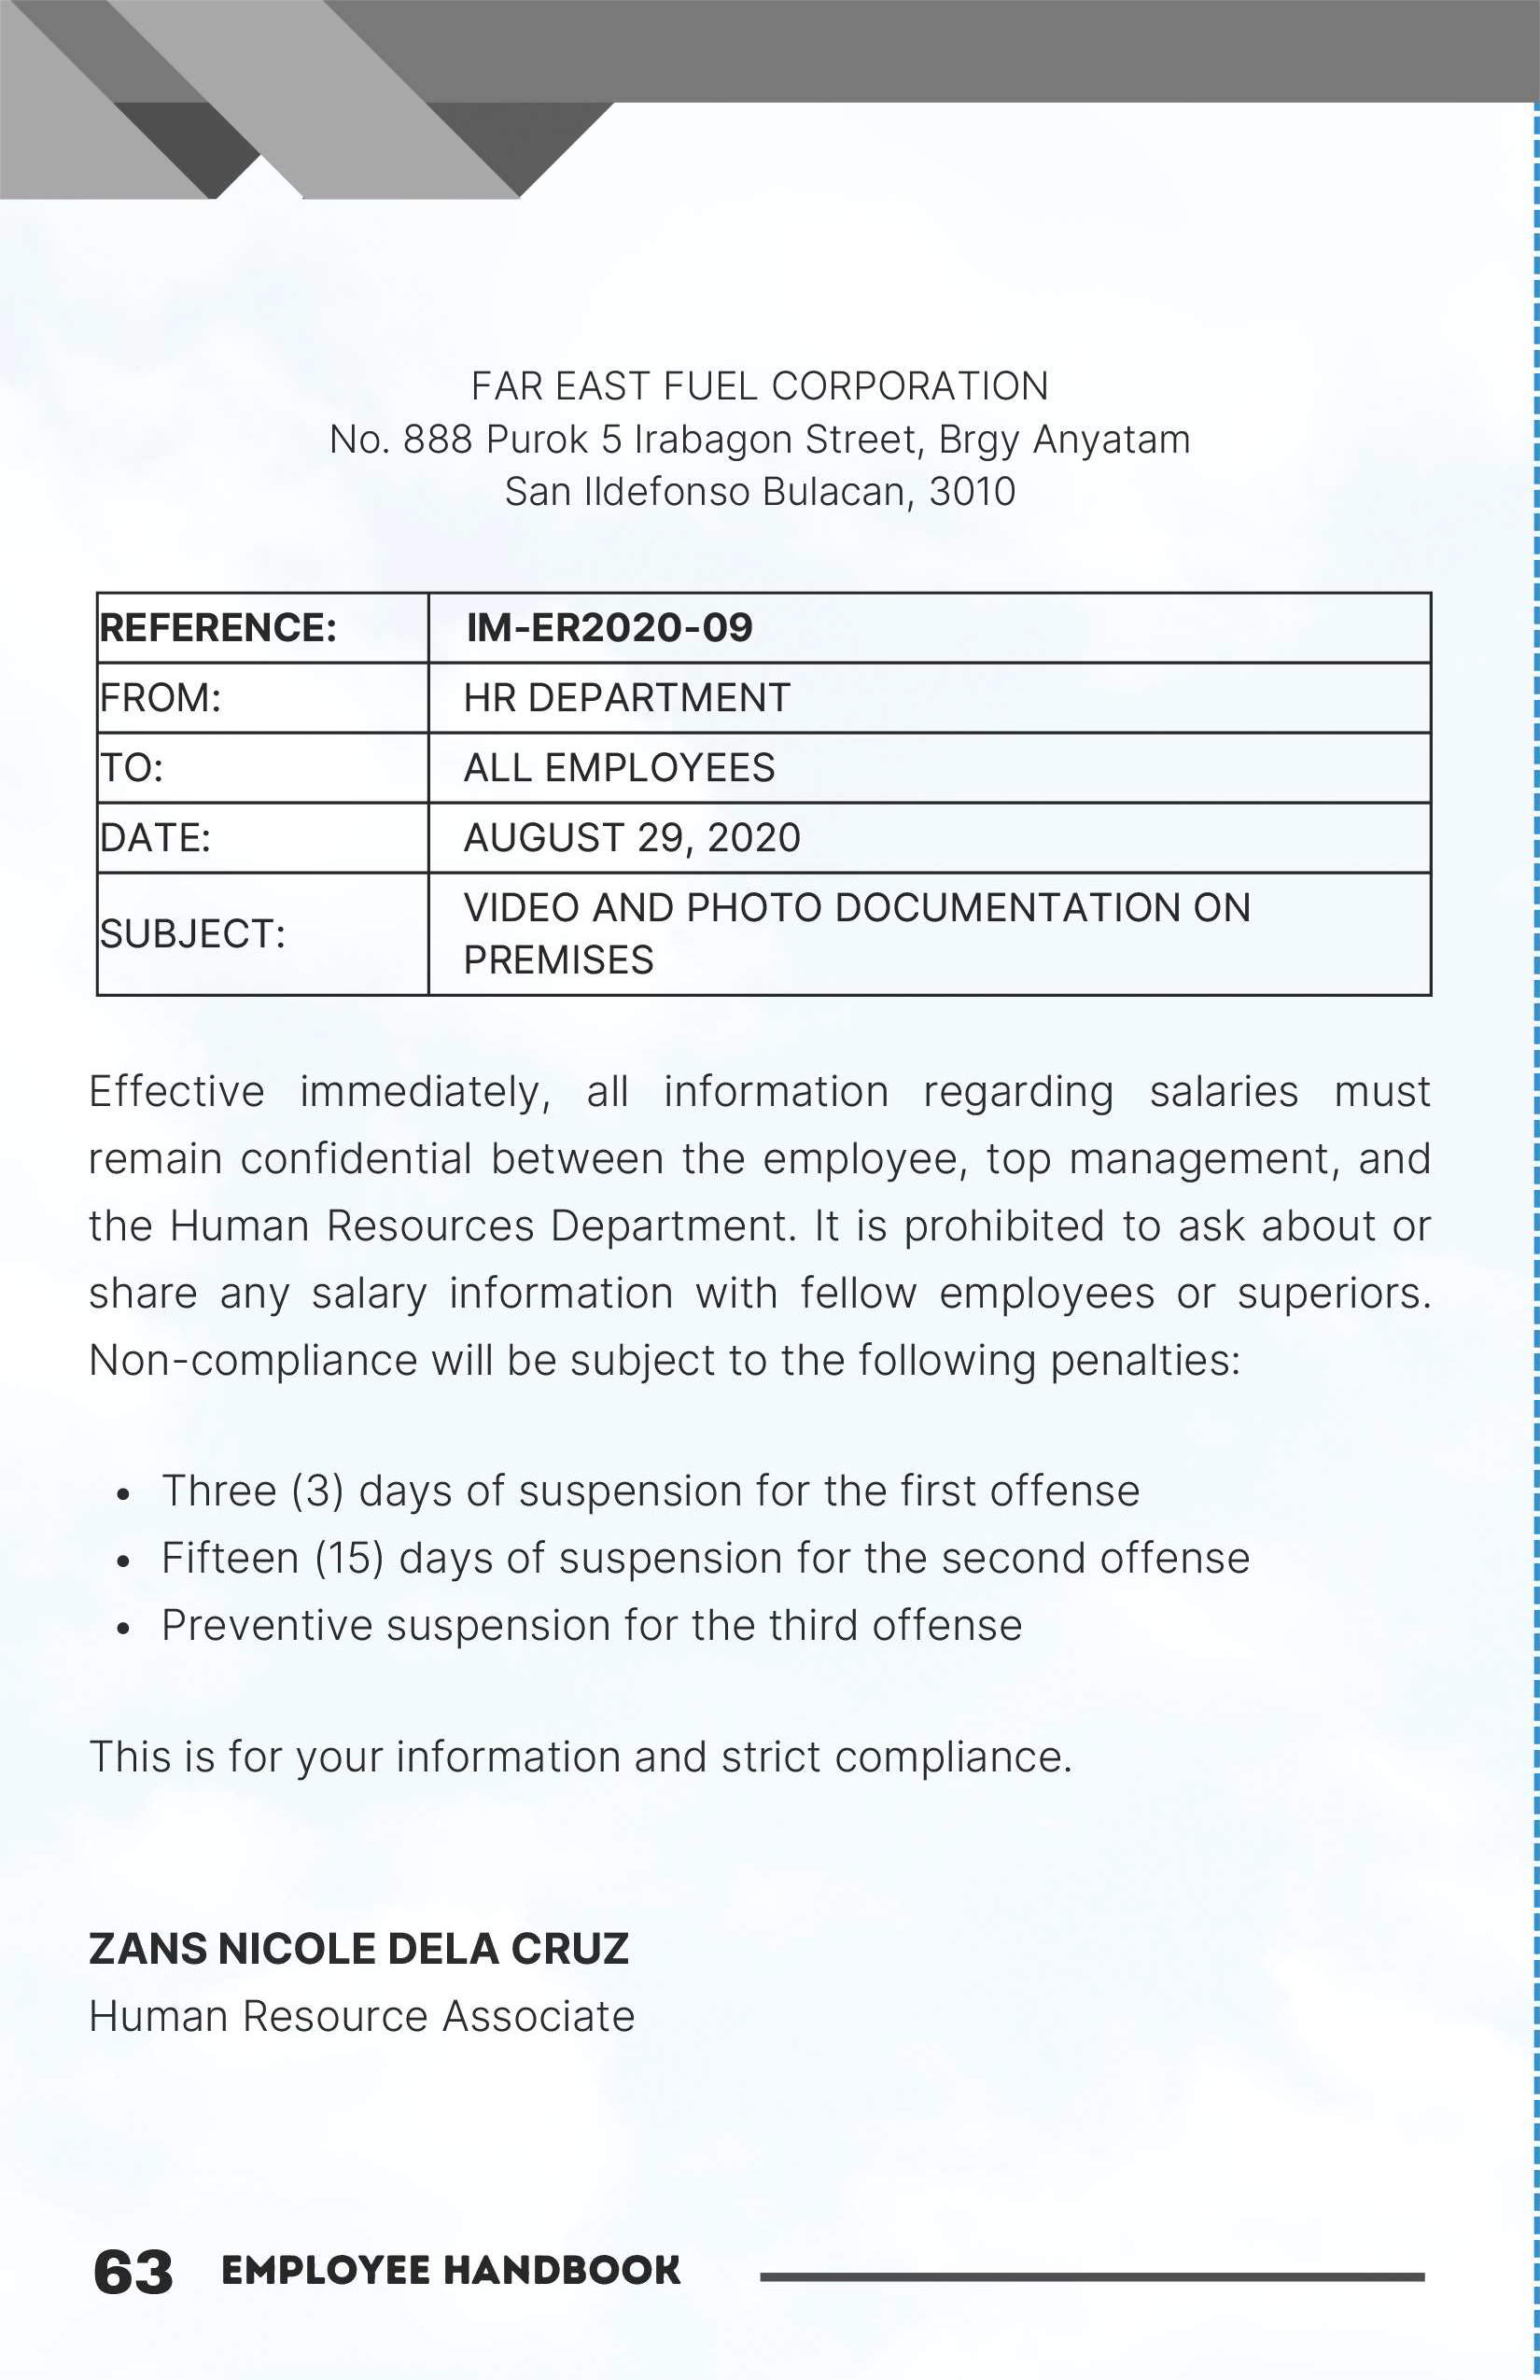 FAR EAST FUEL CORPORATION
No. 888 Purok 5 Irabagon Street, Brgy Anyatam
San Ildefonso Bulacan, 3010
REFERENCE: IM-ER2020-09
FROM: HR DEPARTMENT
TO: ALL EMPLOYEES
DATE: AUGUST 29, 2020
SUBJECT: VIDEO AND PHOTO DOCUMENTATION ON
PREMISES
Effective immediately, all information regarding salaries must
remain confidential between the employee, top management, and
the Human Resources Department. It is prohibited to ask about or
share any salary information with fellow employees or superiors.
Non-compliance will be subject to the following penalties:
• Three (3) days of suspension for the first offense
• Fifteen (15) days of suspension for the second offense
• Preventive suspension for the third offense
This is for your information and strict compliance.
ZANS NICOLE DELA CRUZ
Human Resource Associate
63 EMPLOYEE HANDBOOK